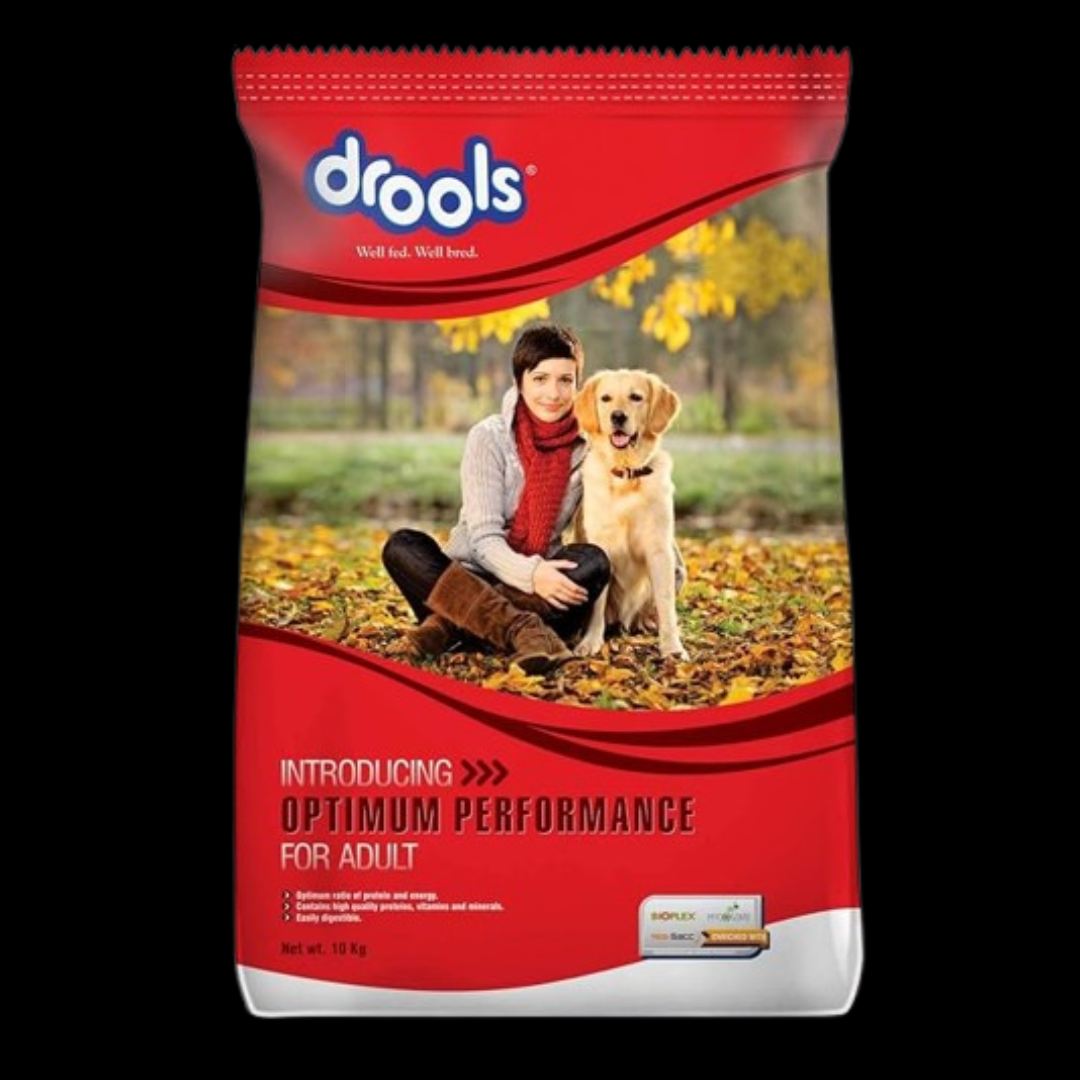 drools®
Well fed. Well bred.
INTRODUCING >>>
OPTIMUM PERFORMANCE
FOR ADULT
Optimum ratio of protein and energy.
Contains high quality proteins, vitamins and minerals.
Easily digestible.
Net wt. 10 Kg
BIOPLEX